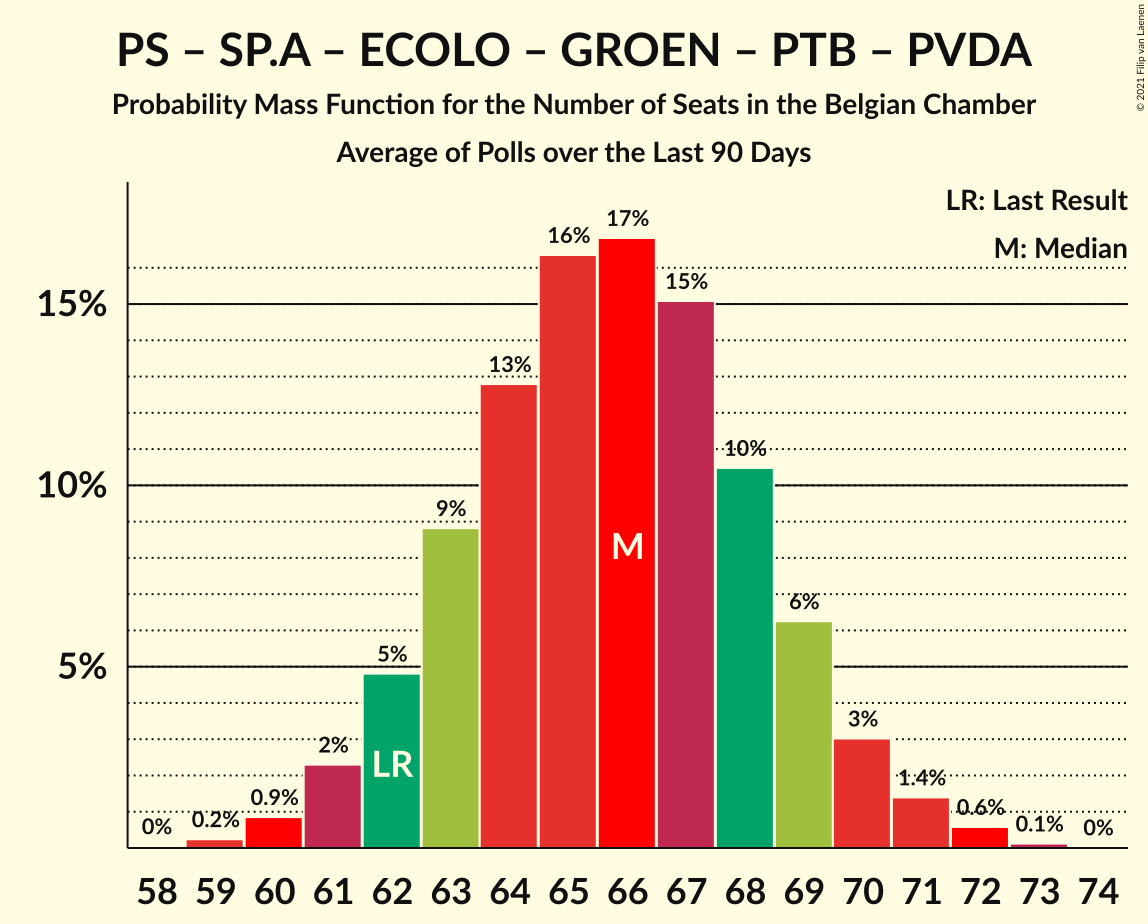 PS – SP.A – ECOLO – GROEN – PTB – PVDA
Probability Mass Function for the Number of Seats in the Belgian Chamber
Average of Polls over the Last 90 Days
© 2021 Filip van Laenen
LR: Last Result
M: Median
15%
10%
5%
0%
0.2%
0.9%
2%
5%
9%
13%
16%
17%
15%
10%
6%
3%
1.4%
0.6%
0.1%
0%
LR
M
58 59 60 61 62 63 64 65 66 67 68 69 70 71 72 73 74